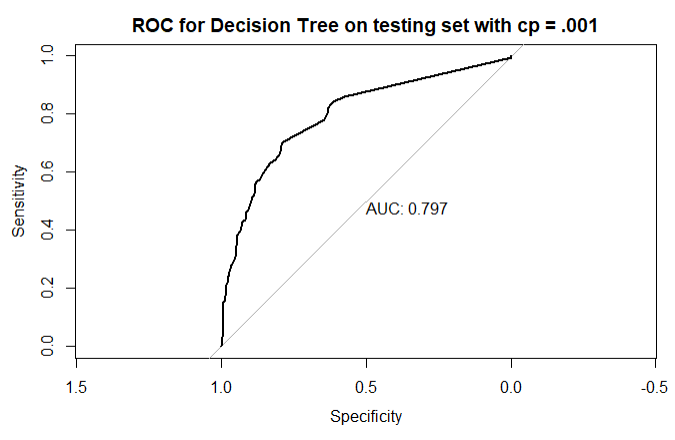 ROC for Decision Tree on testing set with cp = .001
Sensitivity
1.0
0.8
0.6
0.4
0.2
0.0
AUC: 0.797
1.5 1.0 0.5 0.0 -0.5
Specificity